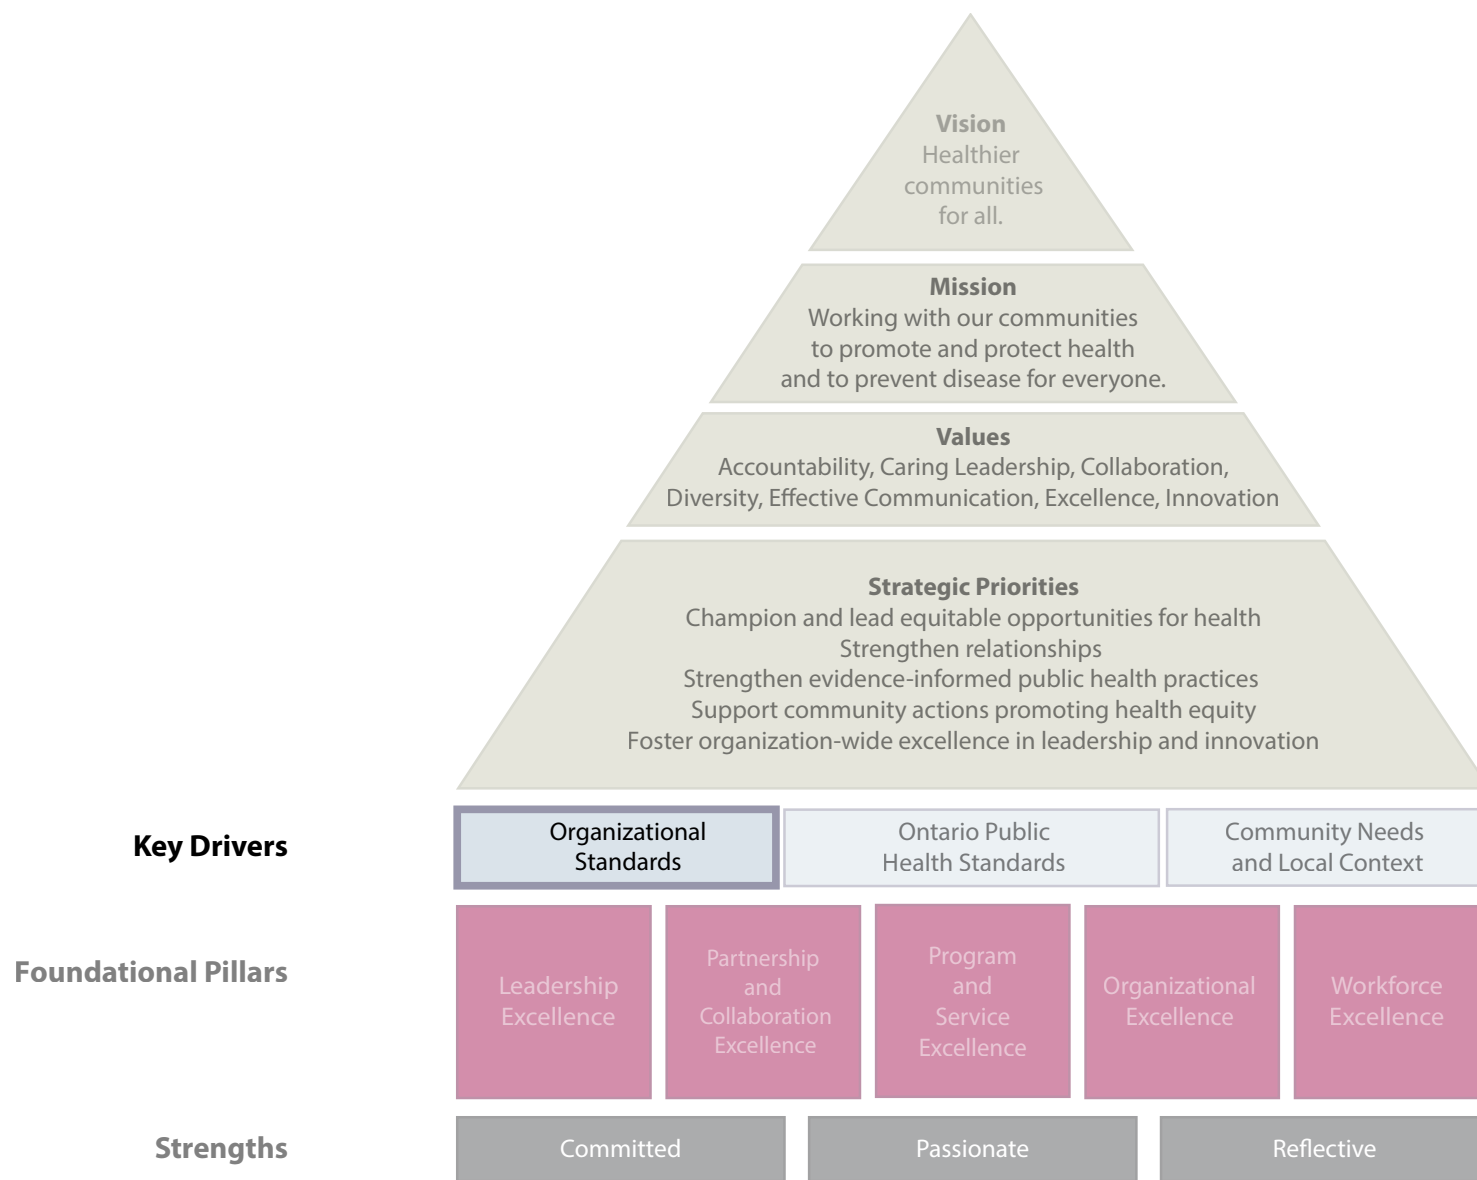 Vision
Healthier
communities
for all.
Mission
Working with our communities
to promote and protect health
and to prevent disease for everyone.
Values
Accountability, Caring Leadership, Collaboration,
Diversity, Effective Communication, Excellence, Innovation
Strategic Priorities
Champion and lead equitable opportunities for health
Strengthen relationships
Strengthen evidence-informed public health practices
Support community actions promoting health equity
Foster organization-wide excellence in leadership and innovation
Key Drivers
Organizational
Standards
Ontario Public
Health Standards
Community Needs
and Local Context
Foundational Pillars
Leadership
Excellence
Partnership
and
Collaboration
Excellence
Program
and
Service
Excellence
Organizational
Excellence
Workforce
Excellence
Strengths
Committed
Passionate
Reflective